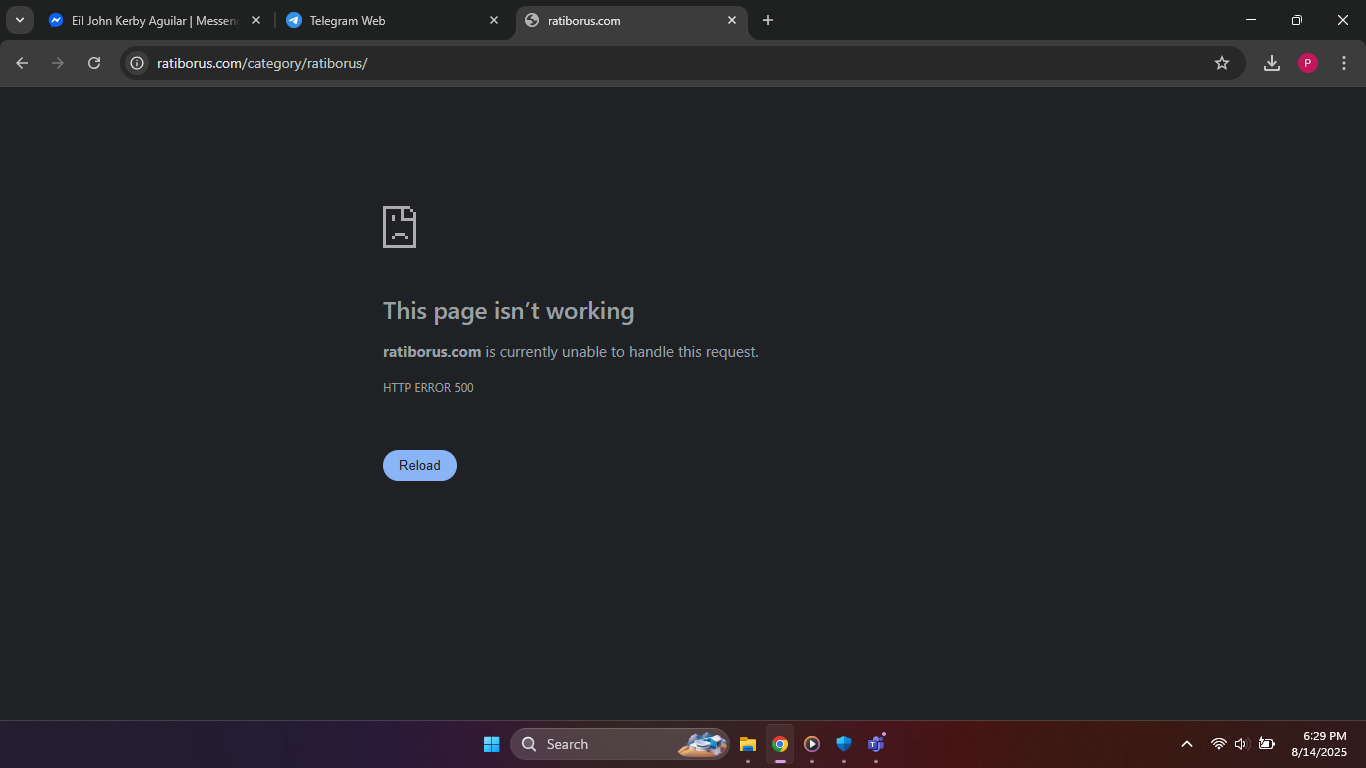 Eil John Kerby Aguilar | Messen
Telegram Web
ratiborus.com
ratiborus.com/category/ratiborus/
P
This page isn’t working
ratiborus.com is currently unable to handle this request.
HTTP ERROR 500
Reload
Search
6:29 PM
8/14/2025